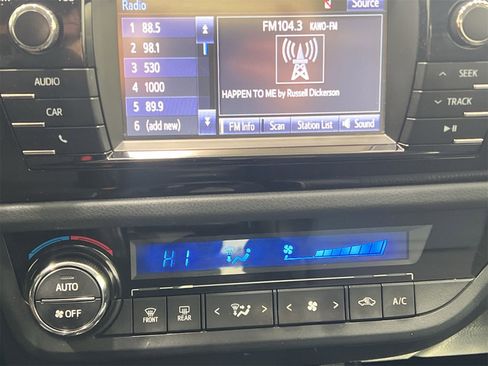 Radio
Source
1 88.5
2 98.1
3 530
4 1000
5 89.9
6 (add new)
FM104.3 KAWO-FM
HAPPEN TO ME by Russell Dickerson
FM Info Scan Station List Sound
AUDIO
CAR
SEEK
TRACK
HI
AUTO
OFF
FRONT
REAR
A/C